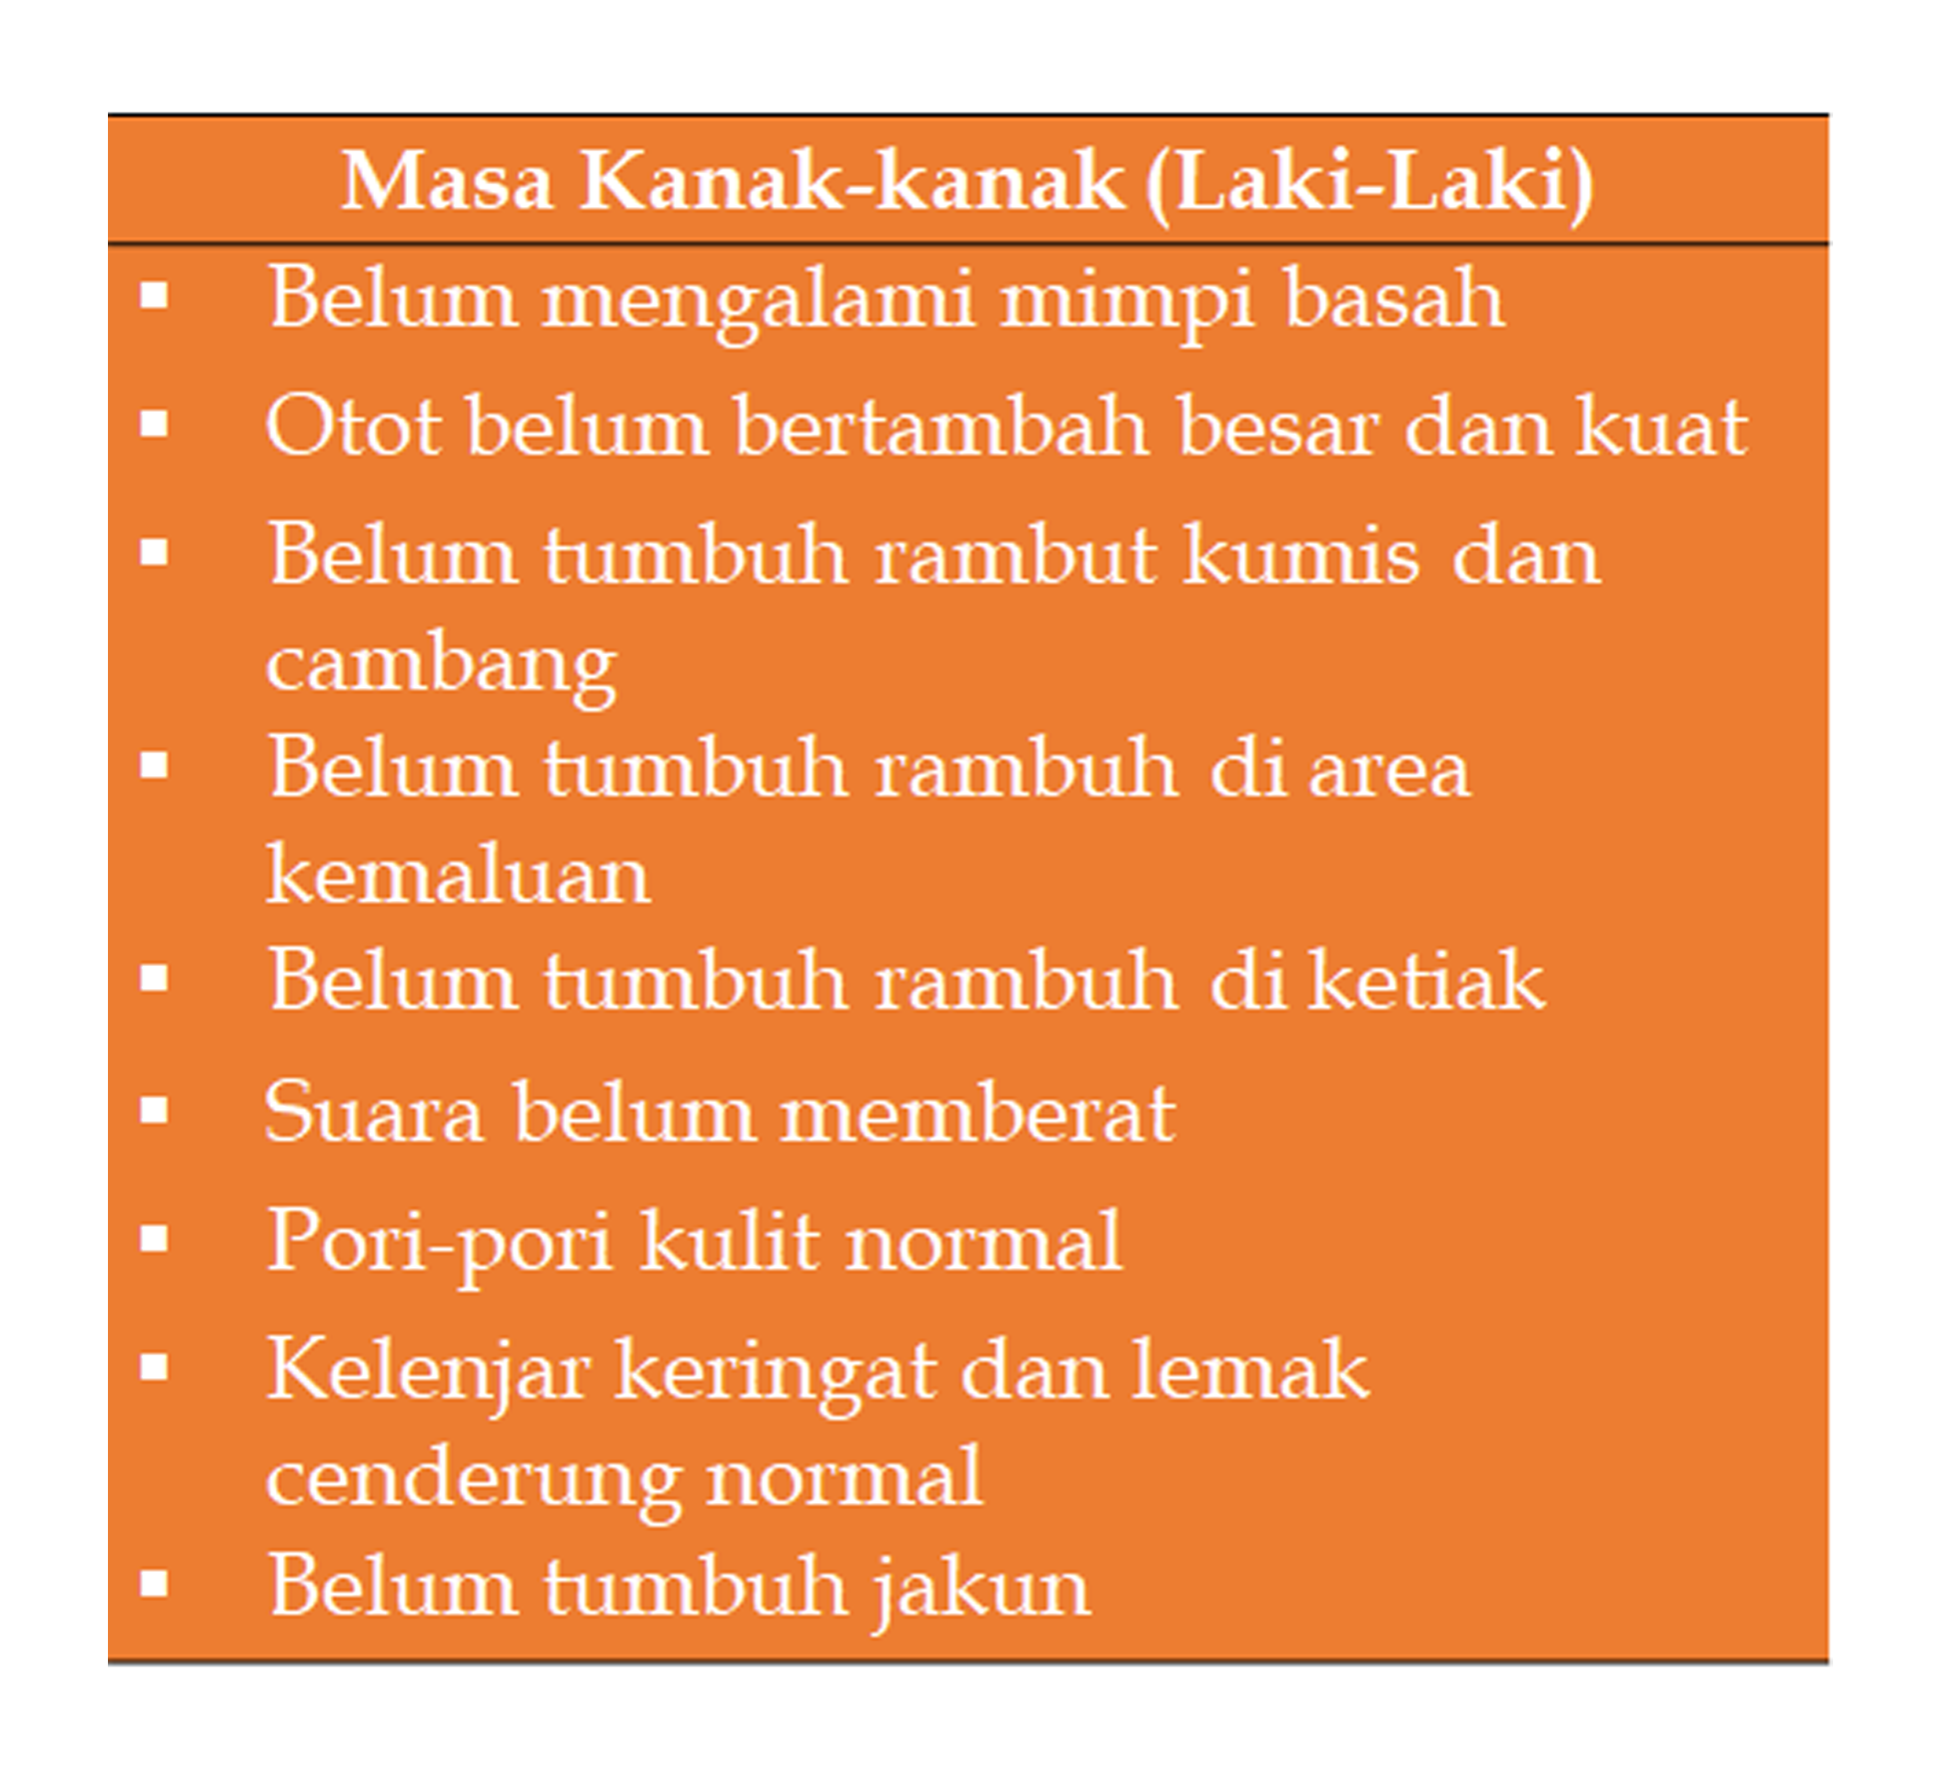 Masa Kanak-kanak (Laki-Laki)
▪ Belum mengalami mimpi basah
▪ Otot belum bertambah besar dan kuat
▪ Belum tumbuh rambut kumis dan
cambang
▪ Belum tumbuh rambuh di area
kemaluan
▪ Belum tumbuh rambuh di ketiak
▪ Suara belum memberat
▪ Pori-pori kulit normal
▪ Kelenjar keringat dan lemak
cenderung normal
▪ Belum tumbuh jakun